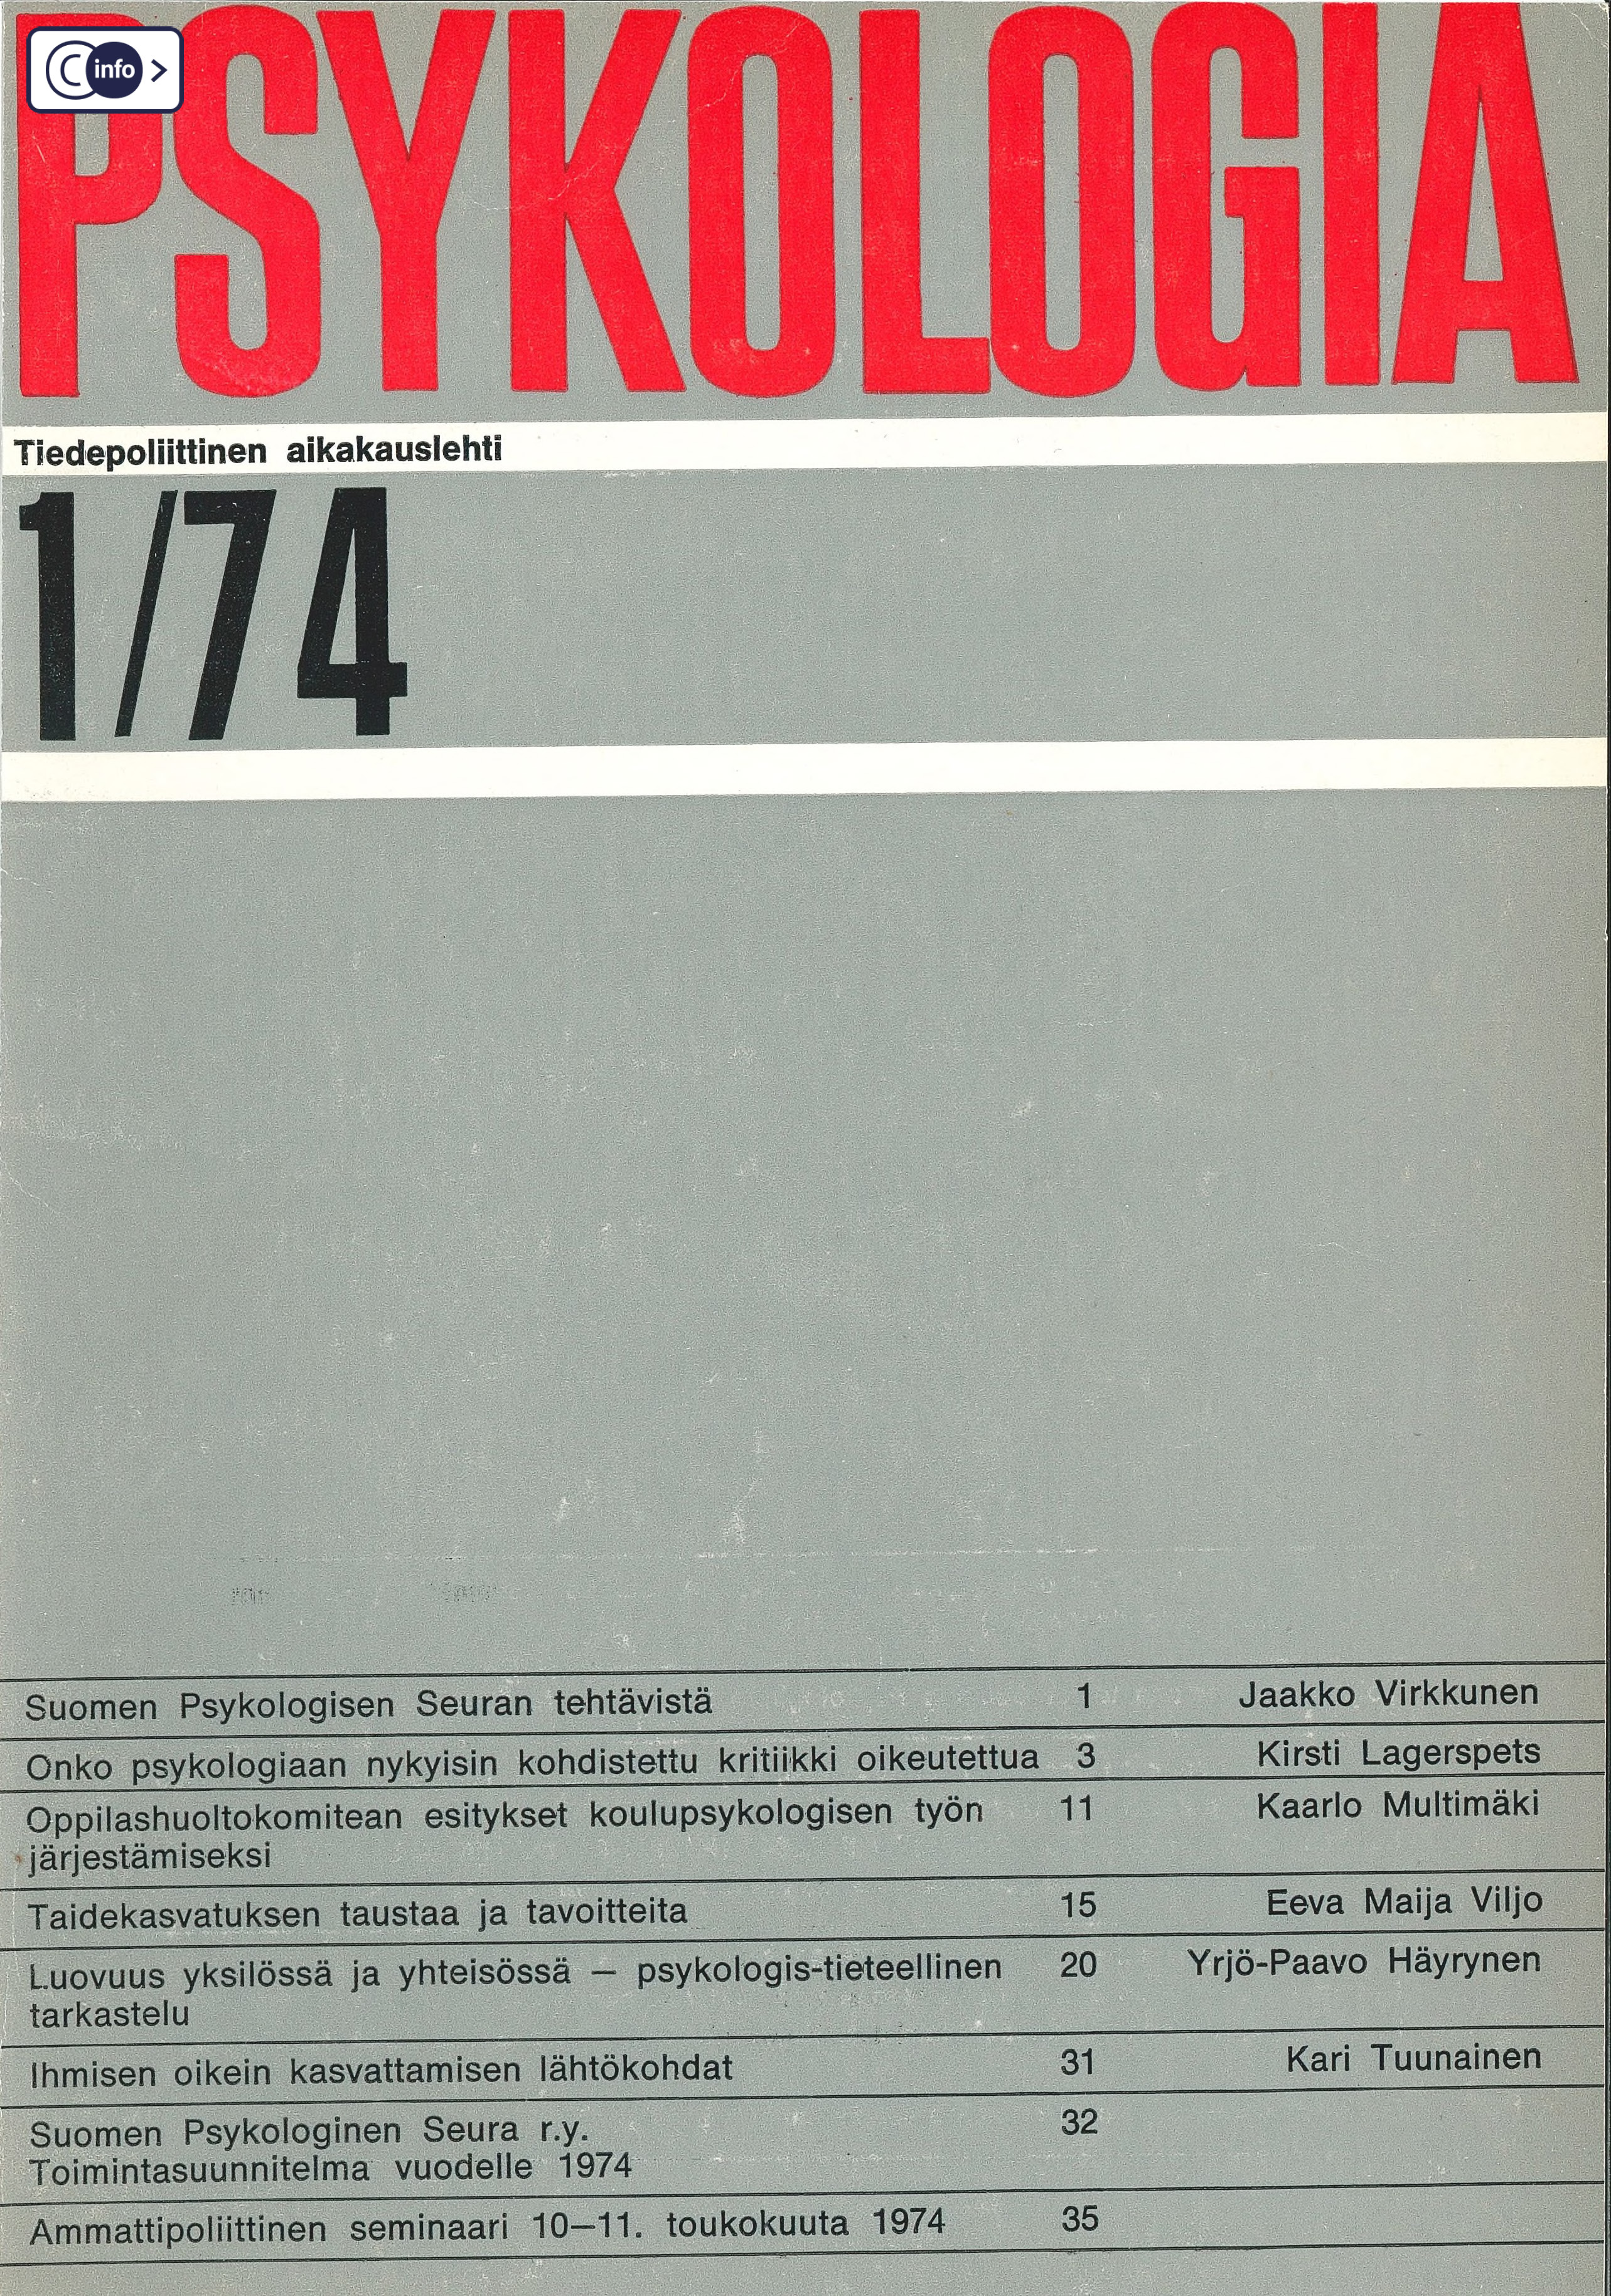 C info >
PSYKOLOGIA
Tiedepoliittinen aikakauslehti
1/74
Suomen Psykologisen Seuran tehtävistä 1 Jaakko Virkkunen
Onko psykologiaan nykyisin kohdistettu kritiikki oikeutettua 3 Kirsti Lagerspets
Oppilashuoltokomitean esitykset koulupsykologisen työn 11 Kaarlo Multimäki
järjestämiseksi
Taidekasvatuksen taustaa ja tavoitteita 15 Eeva Maija Viljo
Luovuus yksilössä ja yhteisössä — psykologis-tieteellinen 20 Yrjö-Paavo Häyrynen
tarkastelu
Ihmisen oikein kasvattamisen lähtökohdat 31 Kari Tuunainen
Suomen Psykologinen Seura r.y. 32
Toimintasuunnitelma vuodelle 1974
Ammattipoliittinen seminaari 10—11. toukokuuta 1974 35